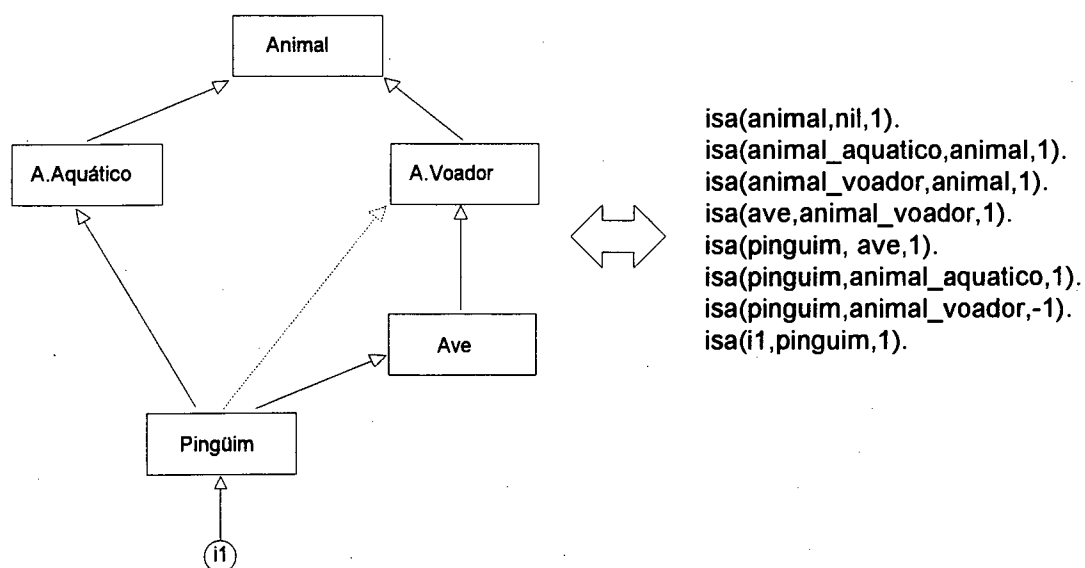 Animal
A.Aquático
A.Voador
Ave
Pingüim
i1
isa(animal,nil,1).
isa(animal_aquatico,animal,1).
isa(animal_voador,animal,1).
isa(ave,animal_voador,1).
isa(pinguim, ave,1).
isa(pinguim,animal_aquatico,1).
isa(pinguim,animal_voador,-1).
isa(i1,pinguim,1).